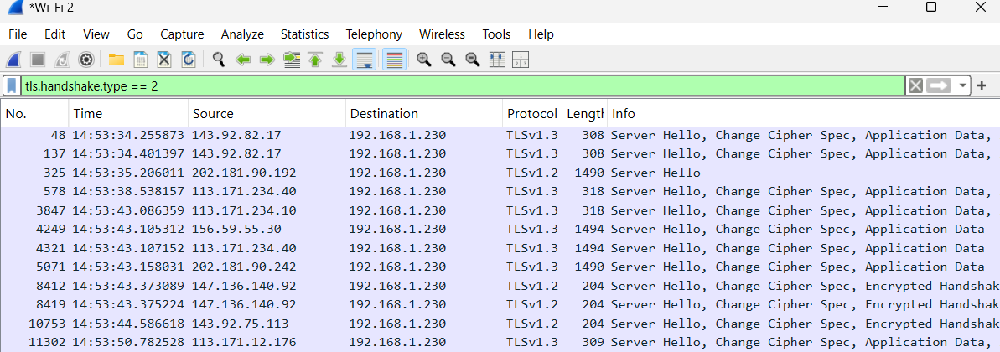 *Wi-Fi 2
File Edit View Go Capture Analyze Statistics Telephony Wireless Tools Help
tls.handshake.type == 2
No. Time Source Destination Protocol Length Info
48 14:53:34.255873 143.92.82.17 192.168.1.230 TLSv1.3 308 Server Hello, Change Cipher Spec, Application Data,
137 14:53:34.401397 143.92.82.17 192.168.1.230 TLSv1.3 308 Server Hello, Change Cipher Spec, Application Data,
325 14:53:35.206011 202.181.90.192 192.168.1.230 TLSv1.2 1490 Server Hello
578 14:53:38.538157 113.171.234.40 192.168.1.230 TLSv1.3 318 Server Hello, Change Cipher Spec, Application Data,
3847 14:53:43.086359 113.171.234.10 192.168.1.230 TLSv1.3 318 Server Hello, Change Cipher Spec, Application Data,
4249 14:53:43.105312 156.59.55.30 192.168.1.230 TLSv1.3 1494 Server Hello, Change Cipher Spec, Application Data
4321 14:53:43.107152 113.171.234.40 192.168.1.230 TLSv1.3 1494 Server Hello, Change Cipher Spec, Application Data
5071 14:53:43.158031 202.181.90.242 192.168.1.230 TLSv1.3 1490 Server Hello, Change Cipher Spec, Application Data
8412 14:53:43.373089 147.136.140.92 192.168.1.230 TLSv1.2 204 Server Hello, Change Cipher Spec, Encrypted Handshak
8419 14:53:43.375224 147.136.140.92 192.168.1.230 TLSv1.2 204 Server Hello, Change Cipher Spec, Encrypted Handshak
10753 14:53:44.586618 143.92.75.113 192.168.1.230 TLSv1.2 204 Server Hello, Change Cipher Spec, Encrypted Handshak
11302 14:53:50.782528 113.171.12.176 192.168.1.230 TLSv1.3 309 Server Hello, Change Cipher Spec, Application Data,